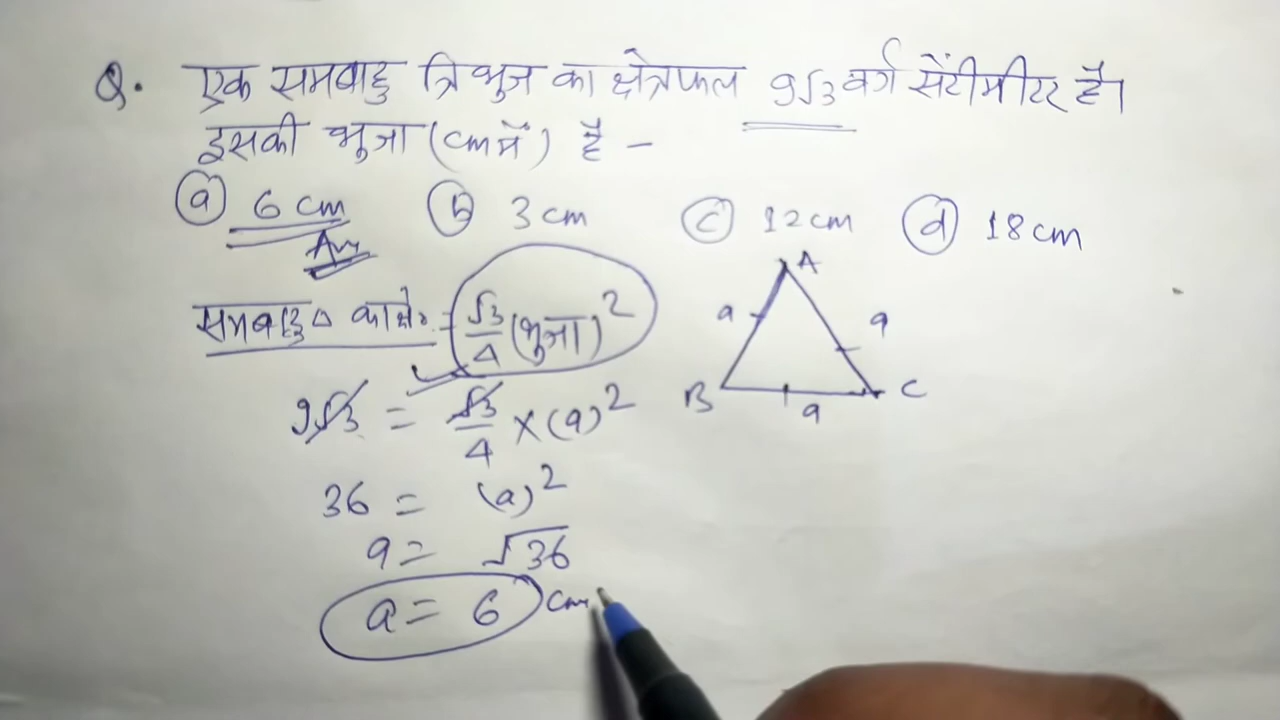 Q. एक समबाहु त्रिभुज का क्षेत्रफल 9√3 वर्ग सेंटीमीटर है।
इसकी भुजा (cm में) है -
(a) 6 cm (b) 3 cm (c) 12 cm (d) 18 cm
Ans
समबाहु △ का क्षे॰ = √3/4 (भुजा)²
9√3 = √3/4 × (a)²
36 = (a)²
a = √36
a = 6 cm
A
a a
B a C